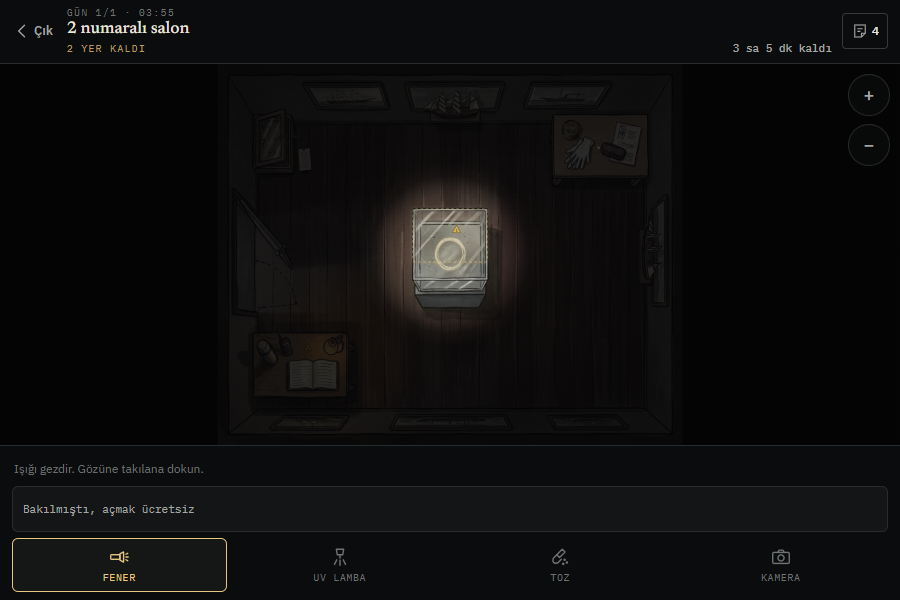 Çık
GÜN 1/1 · 03:55
2 numaralı salon
2 YER KALDI
3 sa 5 dk kaldı
4
+
−
Işığı gezdir. Gözüne takılana dokun.
Bakılmıştı, açmak ücretsiz
FENER
UV LAMBA
TOZ
KAMERA